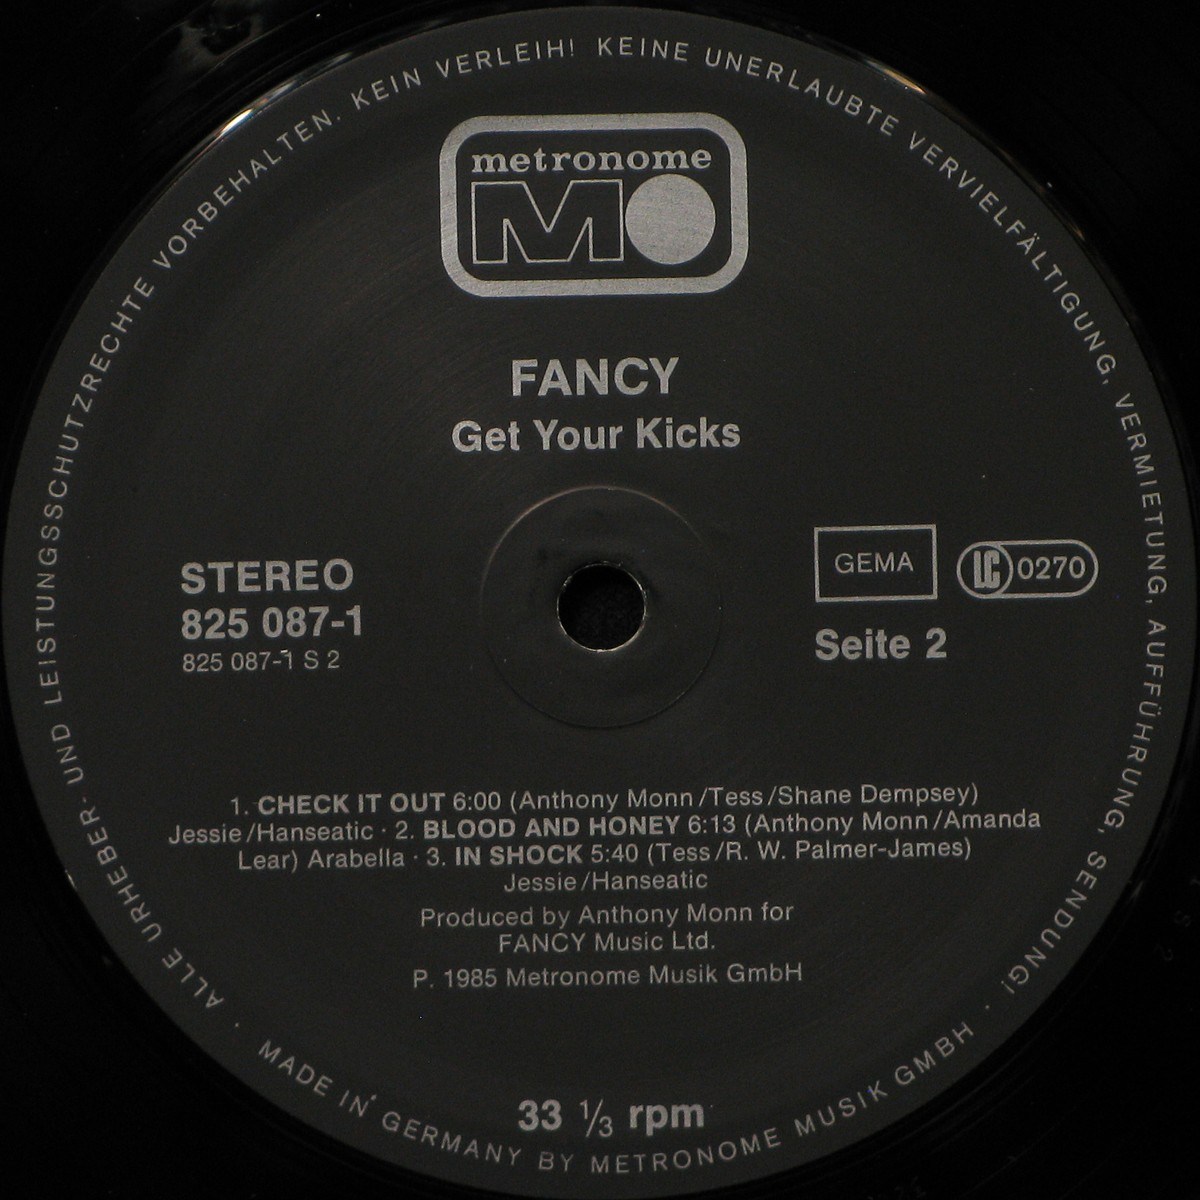 ALLE URHEBER- UND LEISTUNGSSCHUTZRECHTE VORBEHALTEN. KEIN VERLEIH! KEINE UNERLAUBTE VERVIELFÄLTIGUNG, VERMIETUNG, AUFFÜHRUNG, SENDUNG!
metronome
MO
FANCY
Get Your Kicks
STEREO
825 087-1
825 087-1 S 2
GEMA
LC 0270
Seite 2
1. CHECK IT OUT 6:00 (Anthony Monn/Tess/Shane Dempsey)
Jessie/Hanseatic · 2. BLOOD AND HONEY 6:13 (Anthony Monn/Amanda
Lear) Arabella · 3. IN SHOCK 5:40 (Tess/R. W. Palmer-James)
Jessie/Hanseatic
Produced by Anthony Monn for
FANCY Music Ltd.
P. 1985 Metronome Musik GmbH
33 ⅓ rpm
· MADE IN GERMANY BY METRONOME MUSIK GMBH ·